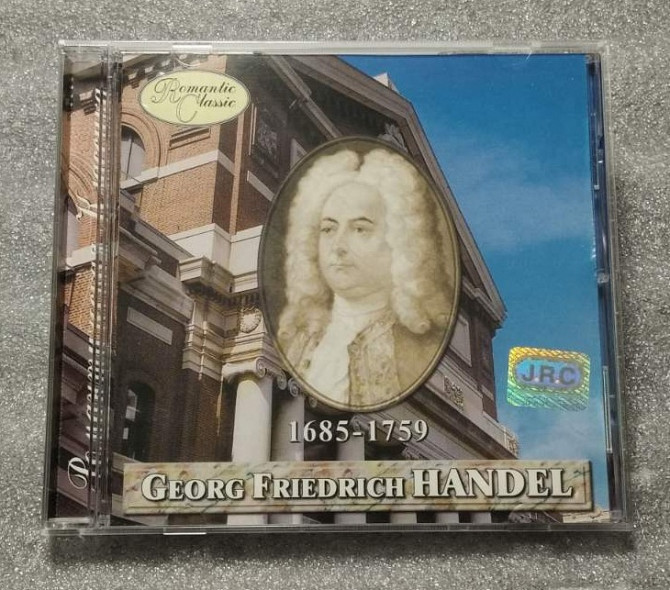 Romantic
Classic
1685-1759
GEORG FRIEDRICH HANDEL
J.R.C